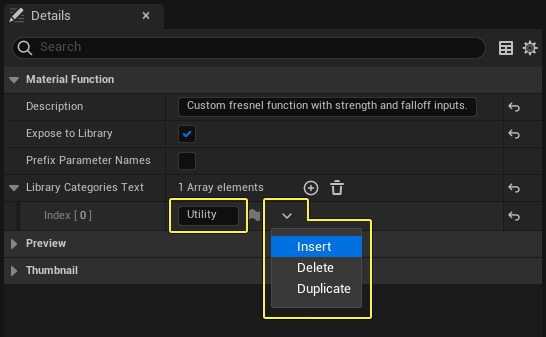 Details
Search
Material Function
Description Custom fresnel function with strength and falloff inputs.
Expose to Library
Prefix Parameter Names
Library Categories Text 1 Array elements
Index [ 0 ] Utility
Preview
Insert
Thumbnail
Delete
Duplicate